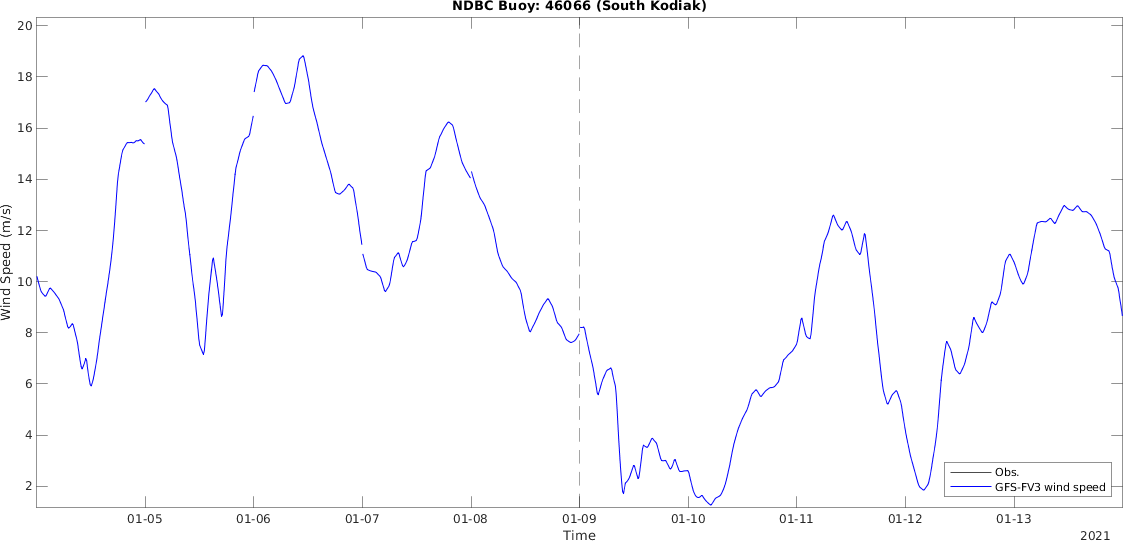 NDBC Buoy: 46066 (South Kodiak)
20
18
16
14
12
10
8
6
4
2
Wind Speed (m/s)
Obs.
GFS-FV3 wind speed
01-05 01-06 01-07 01-08 01-09 01-10 01-11 01-12 01-13
Time
2021